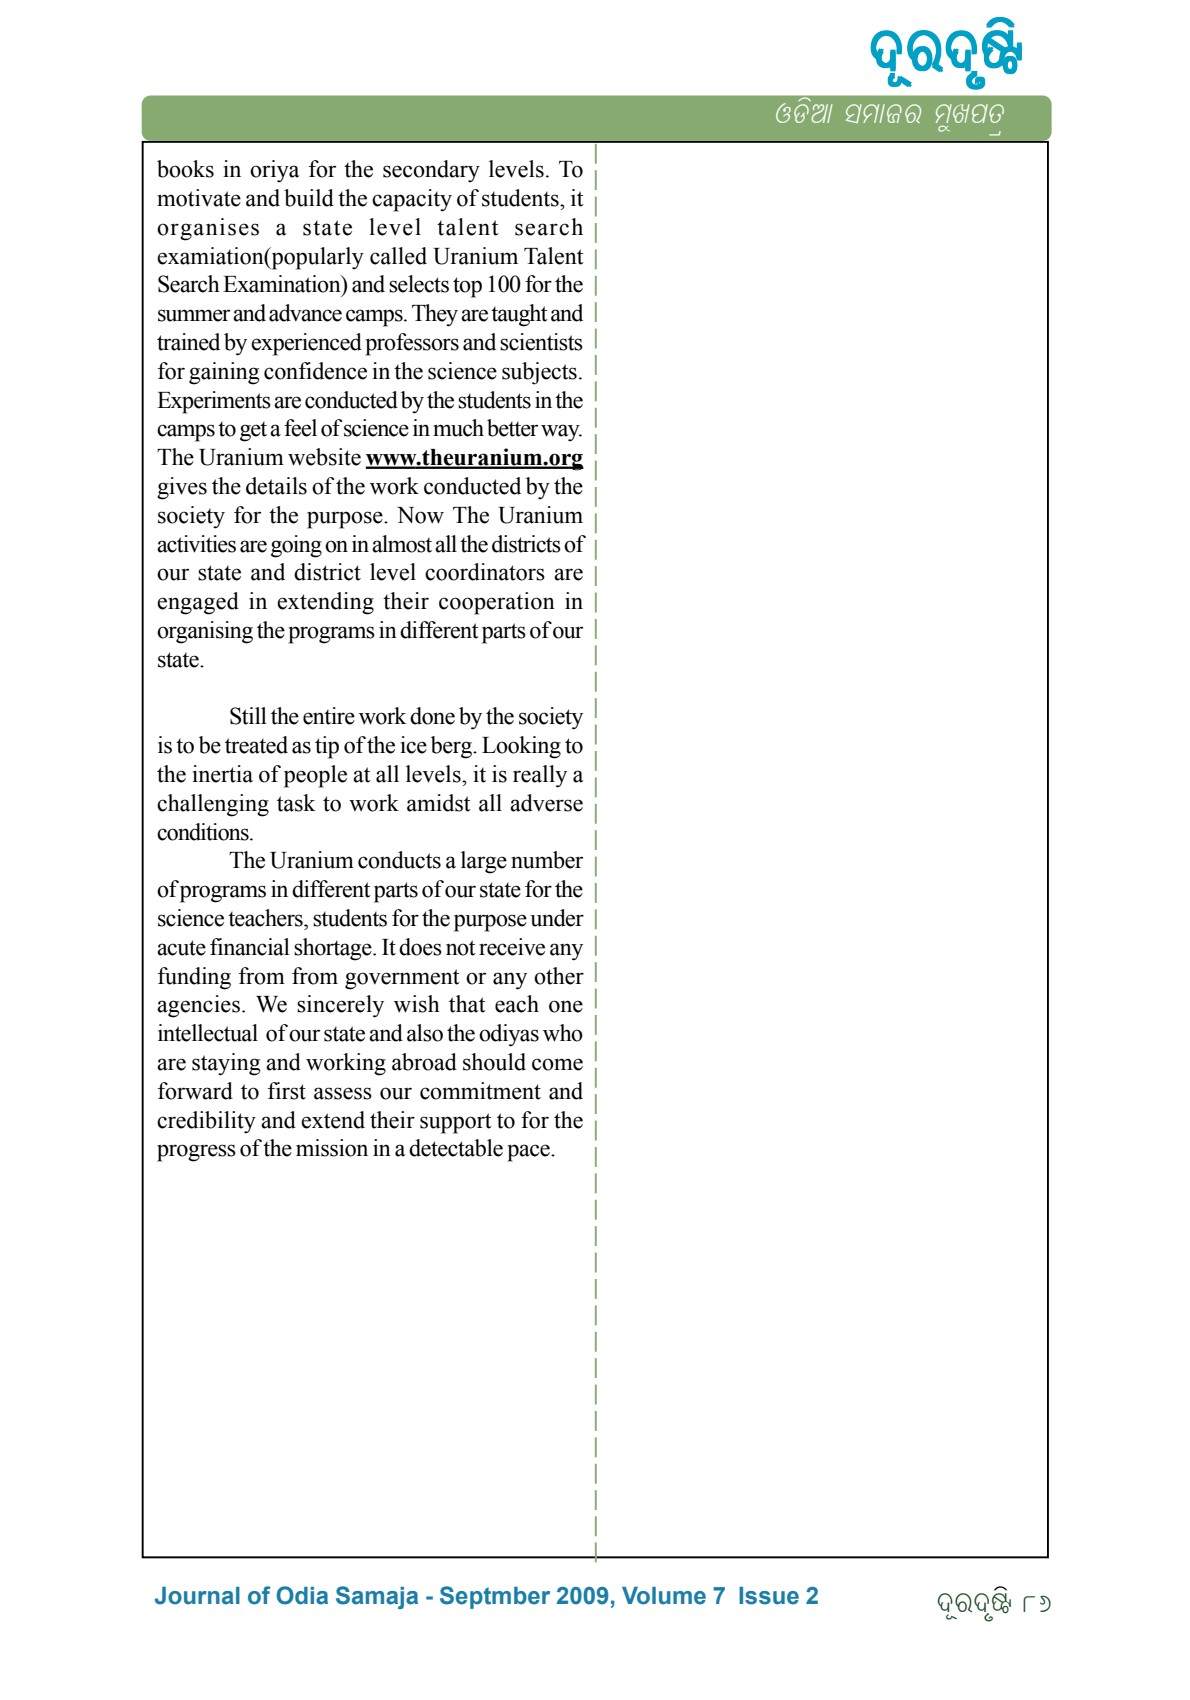 ଦୂରଦୃଷ୍ଟି
ଓଡିଆ ସମାଜର ମୁଖପତ୍ର
books in oriya for the secondary levels. To
motivate and build the capacity of students, it
organises a state level talent search
examiation(popularly called Uranium Talent
Search Examination) and selects top 100 for the
summer and advance camps. They are taught and
trained by experienced professors and scientists
for gaining confidence in the science subjects.
Experiments are conducted by the students in the
camps to get a feel of science in much better way.
The Uranium website www.theuranium.org
gives the details of the work conducted by the
society for the purpose. Now The Uranium
activities are going on in almost all the districts of
our state and district level coordinators are
engaged in extending their cooperation in
organising the programs in different parts of our
state.
Still the entire work done by the society
is to be treated as tip of the ice berg. Looking to
the inertia of people at all levels, it is really a
challenging task to work amidst all adverse
conditions.
The Uranium conducts a large number
of programs in different parts of our state for the
science teachers, students for the purpose under
acute financial shortage. It does not receive any
funding from from government or any other
agencies. We sincerely wish that each one
intellectual of our state and also the odiyas who
are staying and working abroad should come
forward to first assess our commitment and
credibility and extend their support to for the
progress of the mission in a detectable pace.
Journal of Odia Samaja - Septmber 2009, Volume 7 Issue 2
ଦୂରଦୃଷ୍ଟି ୮୬